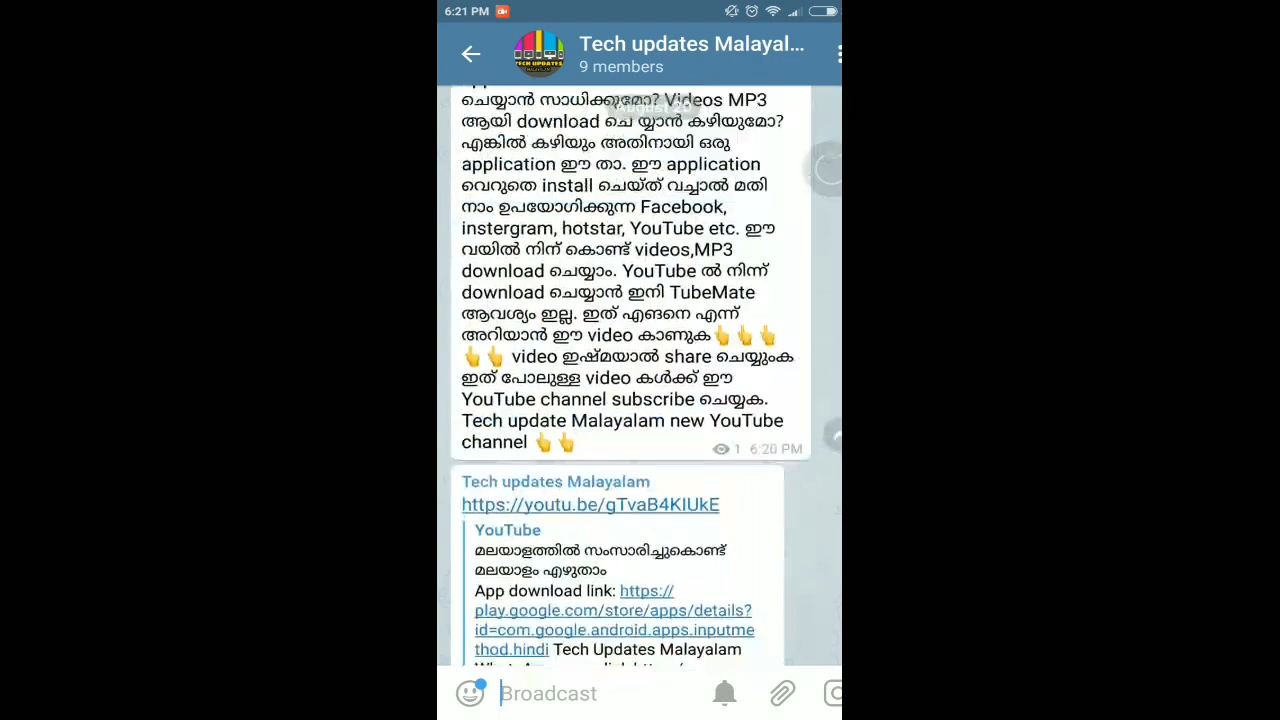 6:21 PM
Tech updates Malayal...
9 members
ചെയ്യാൻ സാധിക്കുമോ? Videos MP3
ആയി download ചെ യ്യാൻ കഴിയുമോ?
എങ്കിൽ കഴിയും അതിനായി ഒരു
application ഈ താ. ഈ application
വെറുതെ install ചെയ്ത് വച്ചാൽ മതി
നാം ഉപയോഗിക്കുന്ന Facebook,
instergram, hotstar, YouTube etc. ഈ
വയിൽ നിന് കൊണ്ട് videos,MP3
download ചെയ്യാം. YouTube ൽ നിന്ന്
download ചെയ്യാൻ ഇനി TubeMate
ആവശ്യം ഇല്ല. ഇത് എങനെ എന്ന്
അറിയാൻ ഈ video കാണുക👆👆👆
👆👆 video ഇഷ്മയാൽ share ചെയ്യുംക
ഇത് പോലുള്ള video കൾക്ക് ഈ
YouTube channel subscribe ചെയ്യക.
Tech update Malayalam new YouTube
channel 👆👆
1 6:20 PM
Tech updates Malayalam
https://youtu.be/gTvaB4KIUkE
YouTube
മലയാളത്തിൽ സംസാരിച്ചുകൊണ്ട്
മലയാളം എഴുതാം
App download link: https://
play.google.com/store/apps/details?
id=com.google.android.apps.inputme
thod.hindi Tech Updates Malayalam
Broadcast